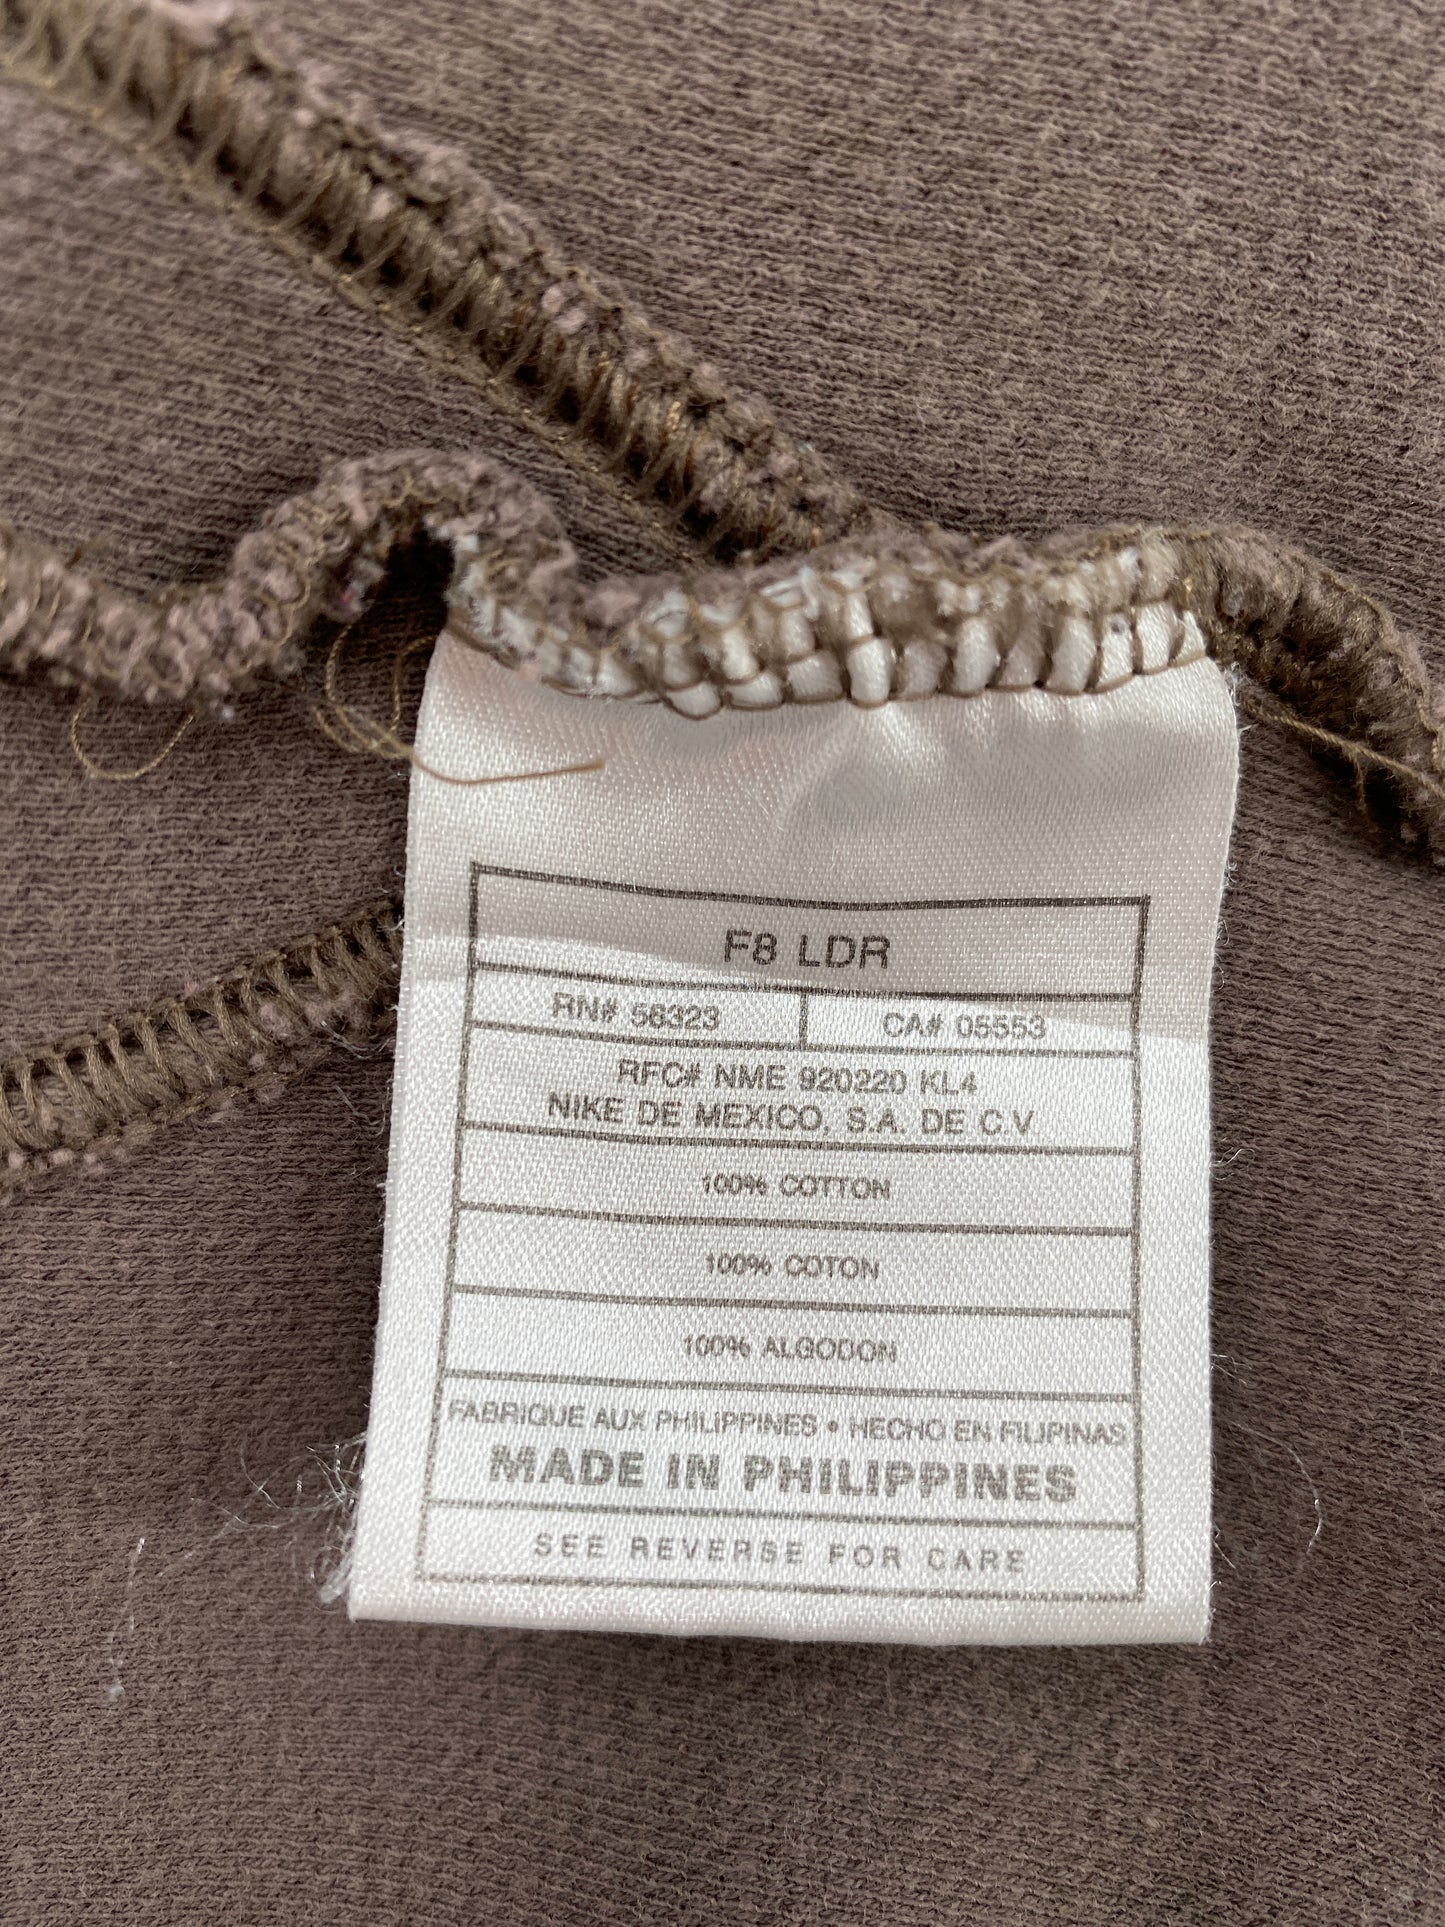 F8 LDR
RN# 56323 CA# 05553
RFC# NME 920220 KL4
NIKE DE MEXICO, S.A. DE C.V
100% COTTON
100% COTON
100% ALGODON
FABRIQUE AUX PHILIPPINES • HECHO EN FILIPINAS
MADE IN PHILIPPINES
SEE REVERSE FOR CARE